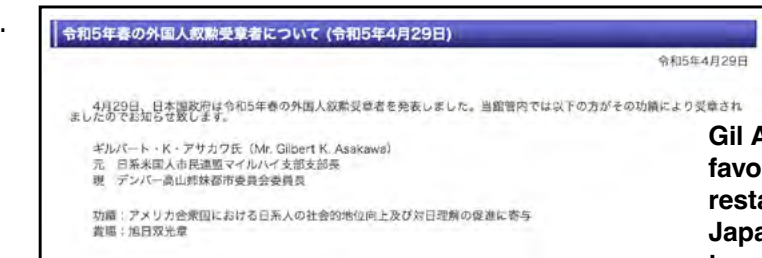 令和5年春の外国人叙勲受章者について (令和5年4月29日)
令和5年4月29日
4月29日、日本国政府は令和5年春の外国人叙勲受章者を発表しました。当館管内では以下の方がその功績により受章され
ましたのでお知らせ致します。
ギルバート・K・アサカワ氏（Mr. Gilbert K. Asakawa）
元 日系米国人市民連盟マイルハイ支部支部長
現 デンバー高山姉妹都市委員会委員長
功績：アメリカ合衆国における日系人の社会的地位向上及び対日理解の促進に寄与
賞賜：旭日双光章
Gil A
favo
resta
Japa